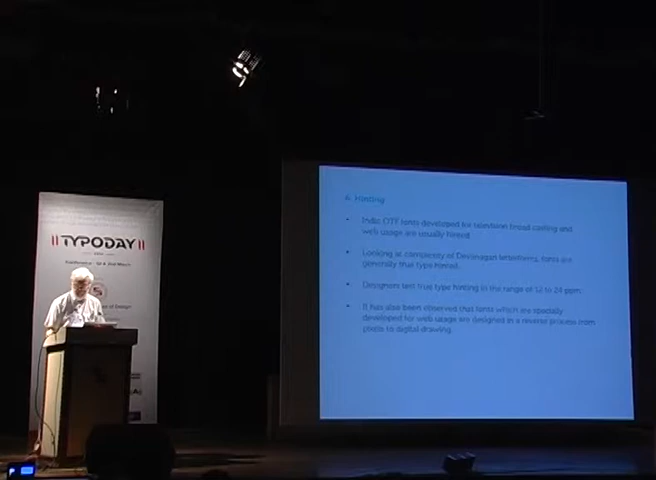 TYPODAY
6. Hinting
- Indic OTF fonts developed for television broad casting and
web usage are usually hinted.
- Looking at complexity of Devanagari letterforms, fonts are
generally true type hinted.
- Designers test true type hinting in the range of 12 to 24 ppm.
- It has also been observed that fonts which are specially
developed for web usage are designed in a reverse process from
pixels to digital drawing.